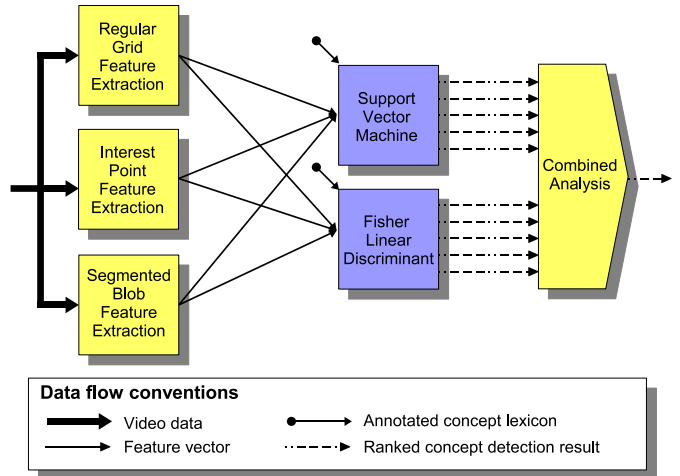 Regular
Grid
Feature
Extraction
Interest
Point
Feature
Extraction
Segmented
Blob
Feature
Extraction
Support
Vector
Machine
Fisher
Linear
Discriminant
Combined
Analysis
Data flow conventions
Video data
Feature vector
Annotated concept lexicon
Ranked concept detection result